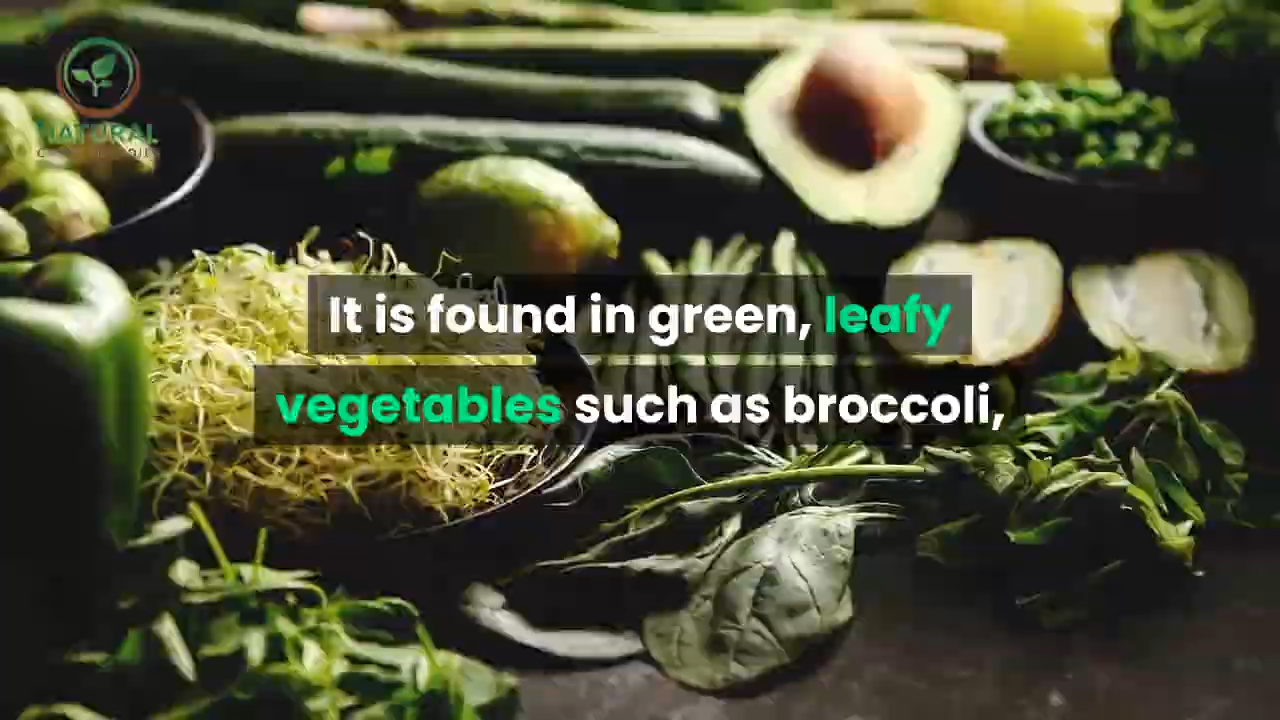 NATURAL
It is found in green, leafy
vegetables such as broccoli,